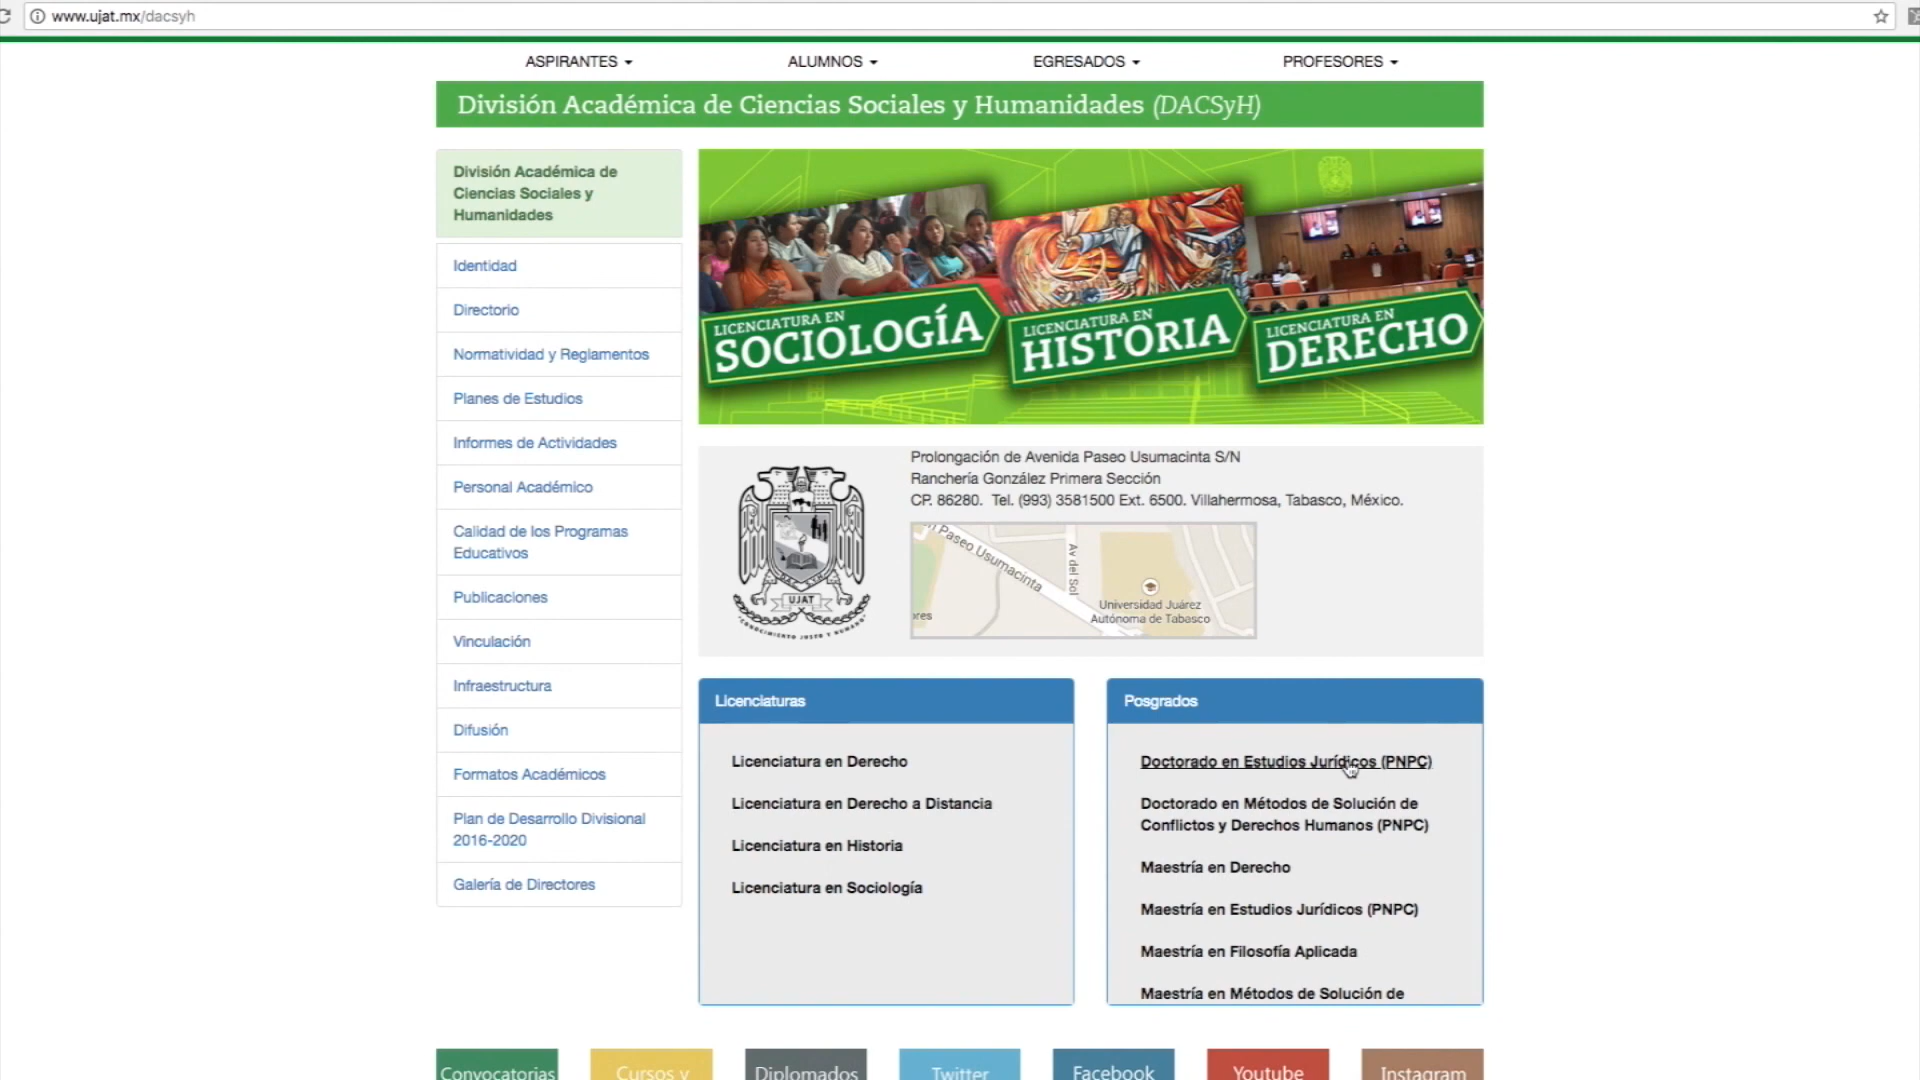 www.ujat.mx/dacsyh
ASPIRANTES
ALUMNOS
EGRESADOS
PROFESORES
División Académica de Ciencias Sociales y Humanidades (DACSyH)
División Académica de
Ciencias Sociales y
Humanidades
Identidad
Directorio
Normatividad y Reglamentos
Planes de Estudios
Informes de Actividades
Personal Académico
Calidad de los Programas
Educativos
Publicaciones
Vinculación
Infraestructura
Difusión
Formatos Académicos
Plan de Desarrollo Divisional
2016-2020
Galería de Directores
LICENCIATURA EN
SOCIOLOGÍA
LICENCIATURA EN
HISTORIA
LICENCIATURA EN
DERECHO
Prolongación de Avenida Paseo Usumacinta S/N
Ranchería González Primera Sección
CP. 86280. Tel. (993) 3581500 Ext. 6500. Villahermosa, Tabasco, México.
UJAT
Paseo Usumacinta
Av del Sol
Universidad Juárez
Autónoma de Tabasco
Licenciaturas
Licenciatura en Derecho
Licenciatura en Derecho a Distancia
Licenciatura en Historia
Licenciatura en Sociología
Posgrados
Doctorado en Estudios Jurídicos (PNPC)
Doctorado en Métodos de Solución de
Conflictos y Derechos Humanos (PNPC)
Maestría en Derecho
Maestría en Estudios Jurídicos (PNPC)
Maestría en Filosofía Aplicada
Maestría en Métodos de Solución de
Convocatorias
Cursos y
Diplomados
Twitter
Facebook
Youtube
Instagram